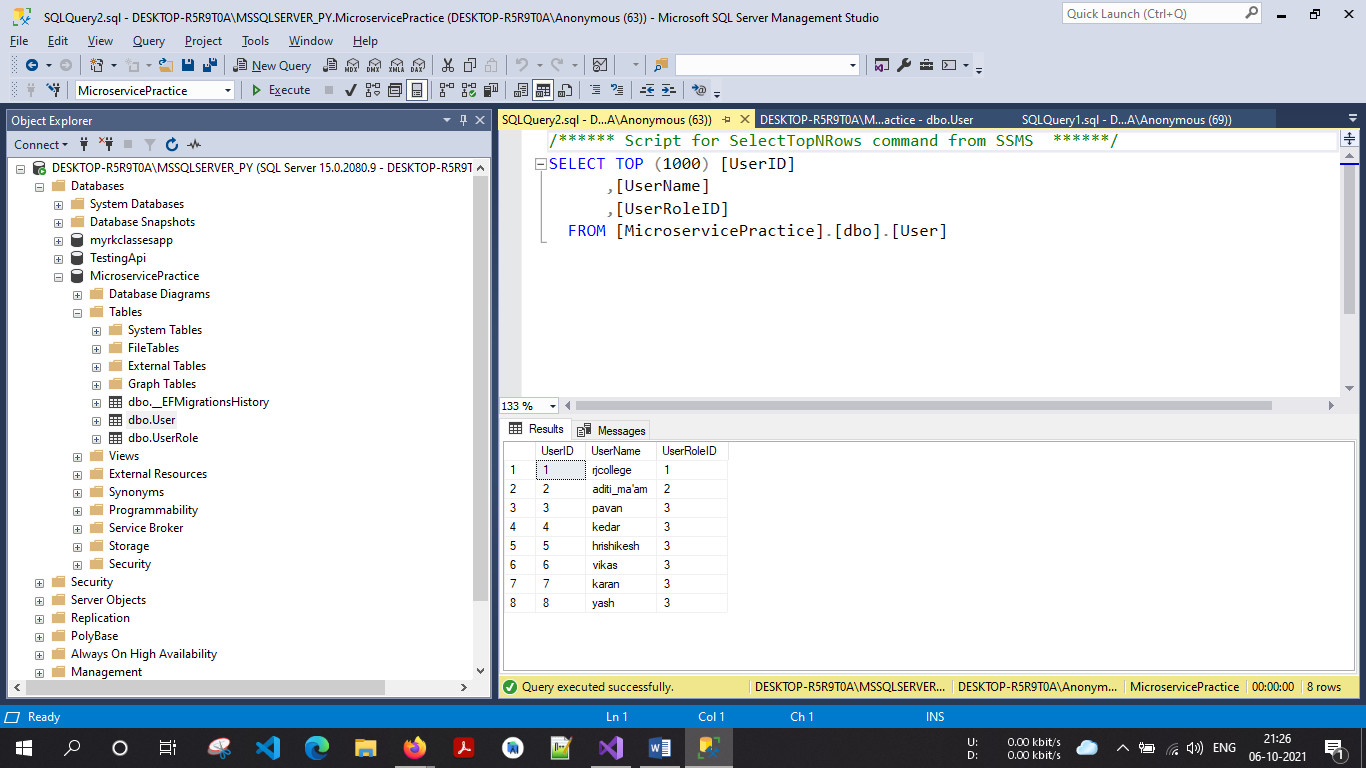 SQLQuery2.sql - DESKTOP-R5R9T0A\MSSQLSERVER_PY.MicroservicePractice (DESKTOP-R5R9T0A\Anonymous (63)) - Microsoft SQL Server Management Studio
Quick Launch (Ctrl+Q)
File Edit View Query Project Tools Window Help
New Query MDX DMX XMLA DAX
MicroservicePractice
Execute
Object Explorer
Connect
DESKTOP-R5R9T0A\MSSQLSERVER_PY (SQL Server 15.0.2080.9 - DESKTOP-R5R9T
Databases
System Databases
Database Snapshots
myrkclassesapp
TestingApi
MicroservicePractice
Database Diagrams
Tables
System Tables
FileTables
External Tables
Graph Tables
dbo.__EFMigrationsHistory
dbo.User
dbo.UserRole
Views
External Resources
Synonyms
Programmability
Service Broker
Storage
Security
Security
Server Objects
Replication
PolyBase
Always On High Availability
Management
SQLQuery2.sql - D...A\Anonymous (63)) DESKTOP-R5R9T0A\M...actice - dbo.User SQLQuery1.sql - D...A\Anonymous (69))
/****** Script for SelectTopNRows command from SSMS ******/
SELECT TOP (1000) [UserID]
,[UserName]
,[UserRoleID]
FROM [MicroservicePractice].[dbo].[User]
133 %
Results Messages
UserID UserName UserRoleID
1 1 rjcollege 1
2 2 aditi_ma'am 2
3 3 pavan 3
4 4 kedar 3
5 5 hrishikesh 3
6 6 vikas 3
7 7 karan 3
8 8 yash 3
Query executed successfully. DESKTOP-R5R9T0A\MSSQLSERVER... DESKTOP-R5R9T0A\Anonym... MicroservicePractice 00:00:00 8 rows
Ready Ln 1 Col 1 Ch 1 INS
U: 0.00 kbit/s
D: 0.00 kbit/s
ENG
21:26
06-10-2021
1